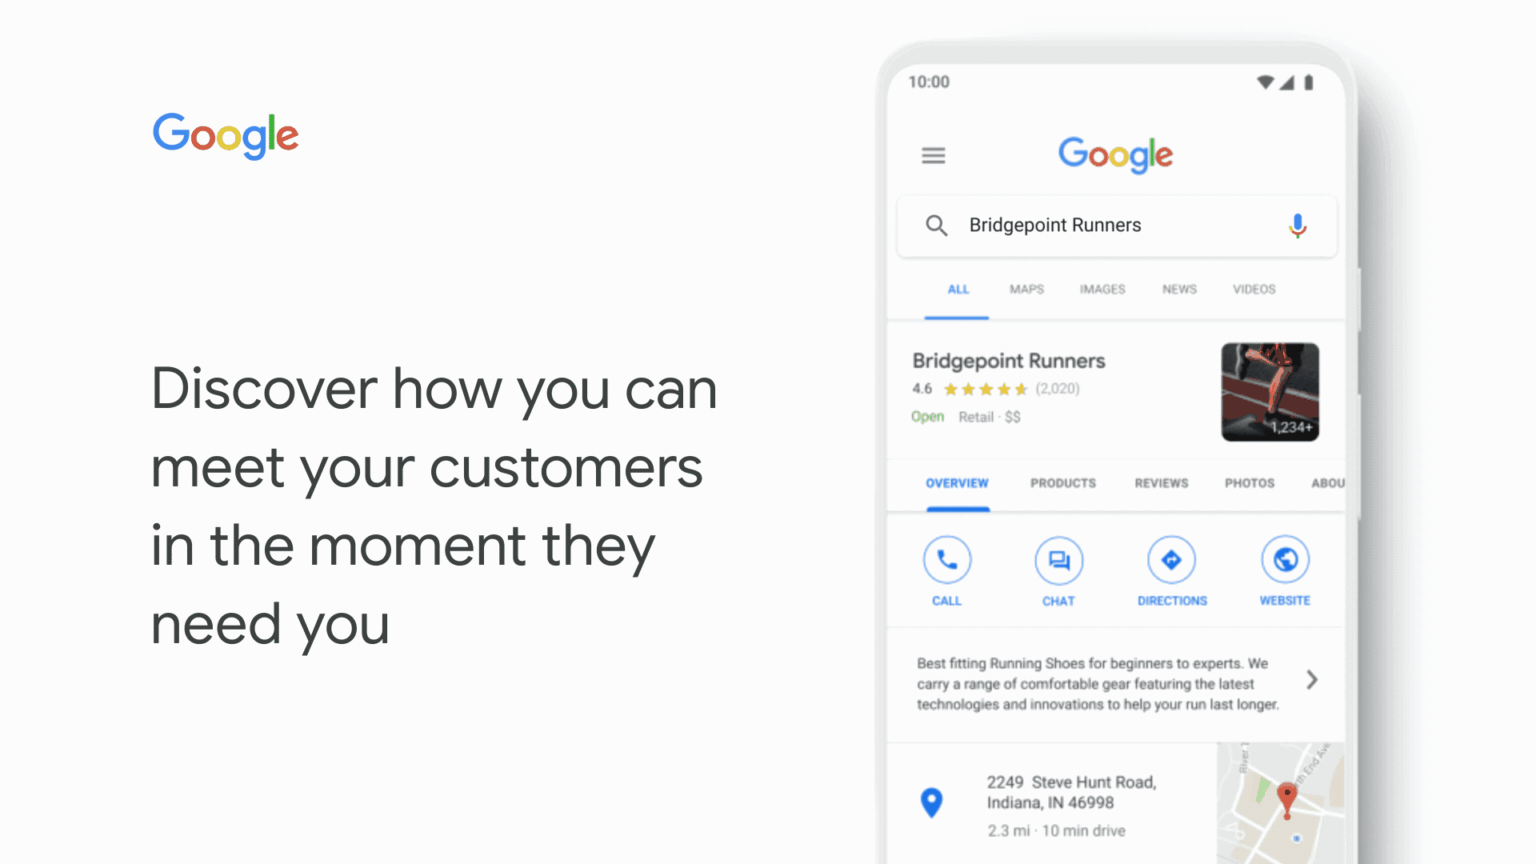 Google
Discover how you can
meet your customers
in the moment they
need you
10:00
Google
Bridgepoint Runners
ALL MAPS IMAGES NEWS VIDEOS
Bridgepoint Runners
4.6 (2,020)
Open Retail · $$
1,234+
OVERVIEW PRODUCTS REVIEWS PHOTOS ABOU
CALL CHAT DIRECTIONS WEBSITE
Best fitting Running Shoes for beginners to experts. We
carry a range of comfortable gear featuring the latest
technologies and innovations to help your run last longer.
2249 Steve Hunt Road,
Indiana, IN 46998
2.3 mi · 10 min drive
River
End Ave